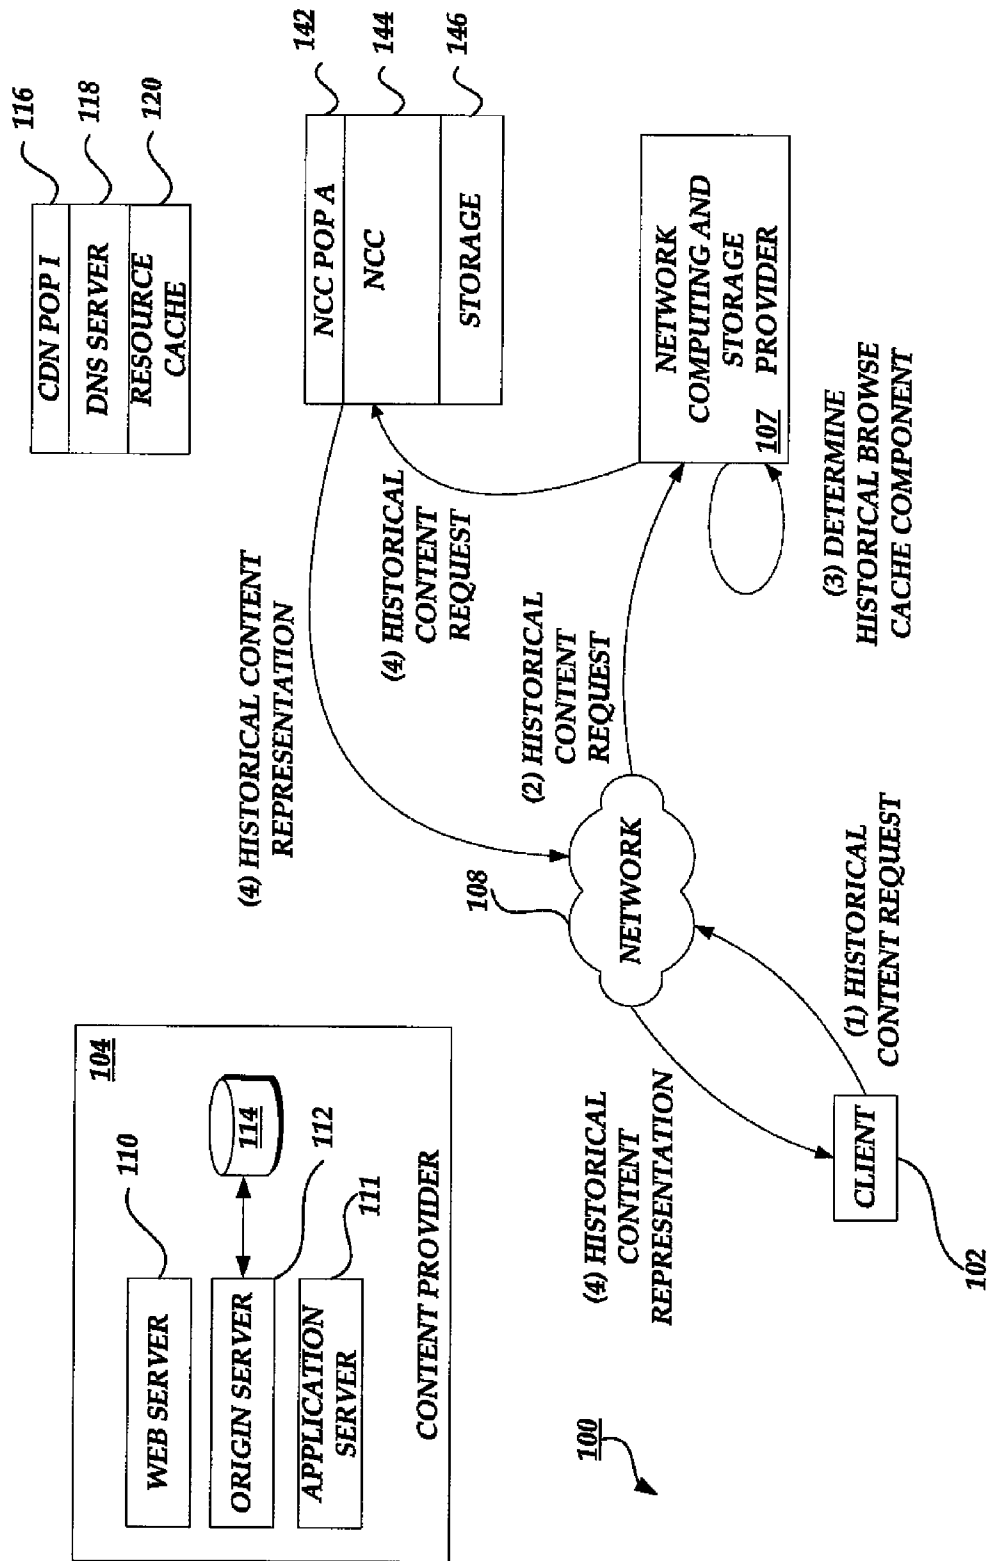 104
110
WEB SERVER
ORIGIN SERVER
114
112
APPLICATION
SERVER
111
CONTENT PROVIDER
CDN POP I
116
DNS SERVER
118
RESOURCE
CACHE
120
(4) HISTORICAL CONTENT
REPRESENTATION
NCC POP A
142
NCC
144
STORAGE
146
(4) HISTORICAL
CONTENT
REQUEST
108
NETWORK
(2) HISTORICAL
CONTENT
REQUEST
NETWORK
COMPUTING AND
STORAGE
PROVIDER
107
(4) HISTORICAL
CONTENT
REPRESENTATION
(1) HISTORICAL
CONTENT REQUEST
(3) DETERMINE
HISTORICAL BROWSE
CACHE COMPONENT
CLIENT
102
100